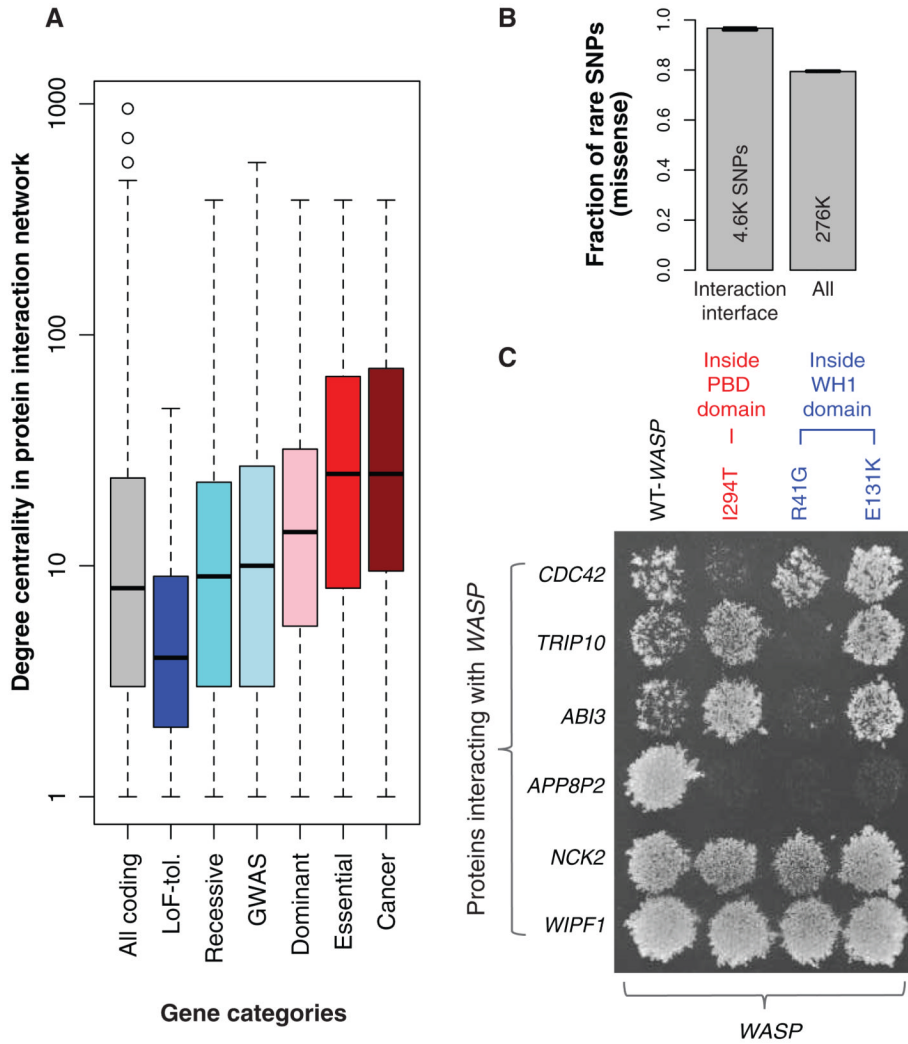 A
Degree centrality in protein interaction network
1000
100
10
1
All coding
LoF-tol.
Recessive
GWAS
Dominant
Essential
Cancer
Gene categories
B
Fraction of rare SNPs
(missense)
1.0
0.8
0.6
0.4
0.2
0.0
4.6K SNPs
276K
Interaction
interface
All
C
Inside
PBD
domain
Inside
WH1
domain
WT-WASP
I294T
R41G
E131K
Proteins interacting with WASP
CDC42
TRIP10
ABI3
APP8P2
NCK2
WIPF1
WASP